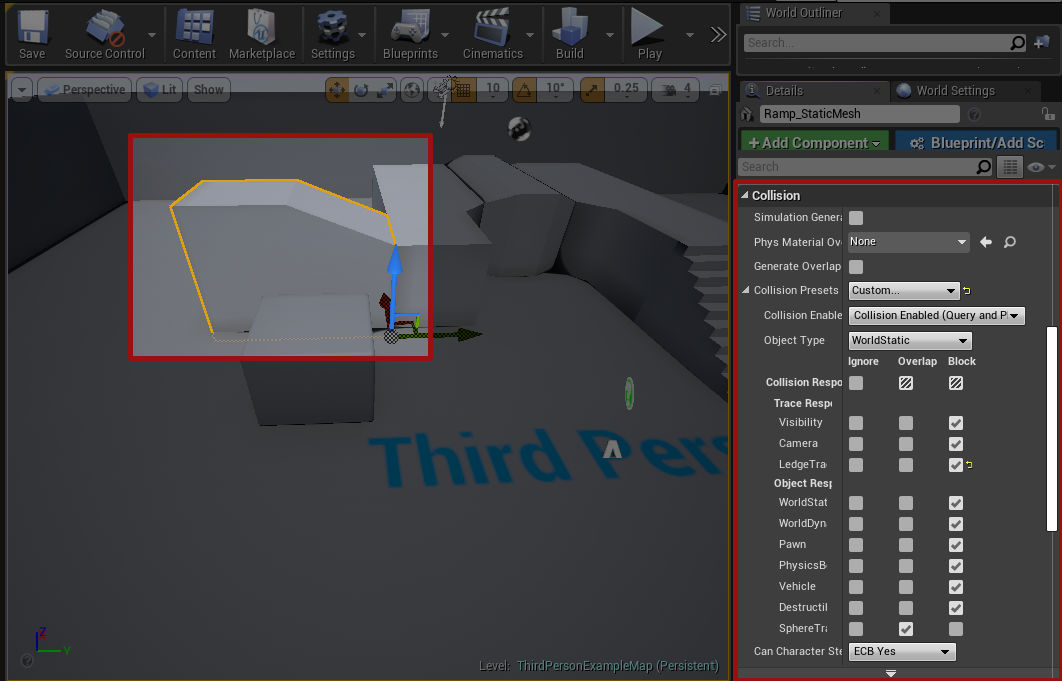 World Outliner
Save Source Control Content Marketplace Settings Blueprints Cinematics Build Play
Search...
Perspective Lit Show 10 10° 0.25 4
Details World Settings
Ramp_StaticMesh
+Add Component Blueprint/Add Sc
Search
Collision
Simulation Genera
Phys Material Ov None
Generate Overlap
Collision Presets Custom...
Collision Enable Collision Enabled (Query and P
Object Type WorldStatic
Ignore Overlap Block
Collision Respo
Trace Resp
Visibility
Camera
LedgeTra
Object Resp
WorldStat
WorldDyn
Pawn
PhysicsB
Vehicle
Destructil
SphereTra
Can Character Ste ECB Yes
Third Pers
Z
Y
Level: ThirdPersonExampleMap (Persistent)